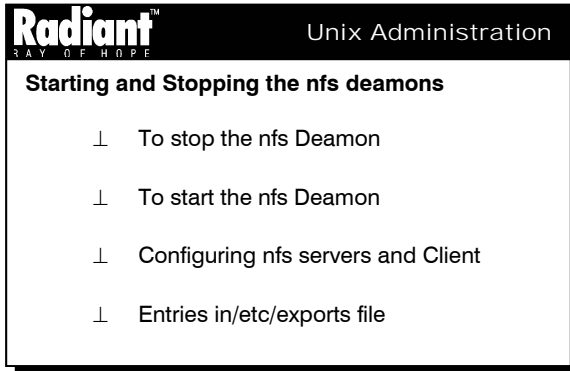 Radiant™
RAY OF HOPE
Unix Administration
Starting and Stopping the nfs deamons
⊥ To stop the nfs Deamon
⊥ To start the nfs Deamon
⊥ Configuring nfs servers and Client
⊥ Entries in/etc/exports file